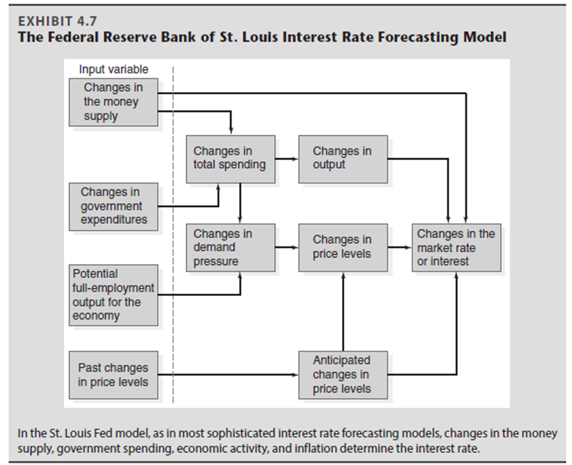 EXHIBIT 4.7
The Federal Reserve Bank of St. Louis Interest Rate Forecasting Model
Input variable
Changes in
the money
supply
Changes in
total spending
Changes in
output
Changes in
government
expenditures
Changes in
demand
pressure
Changes in
price levels
Changes in the
market rate
or interest
Potential
full-employment
output for the
economy
Past changes
in price levels
Anticipated
changes in
price levels
In the St. Louis Fed model, as in most sophisticated interest rate forecasting models, changes in the money
supply, government spending, economic activity, and inflation determine the interest rate.